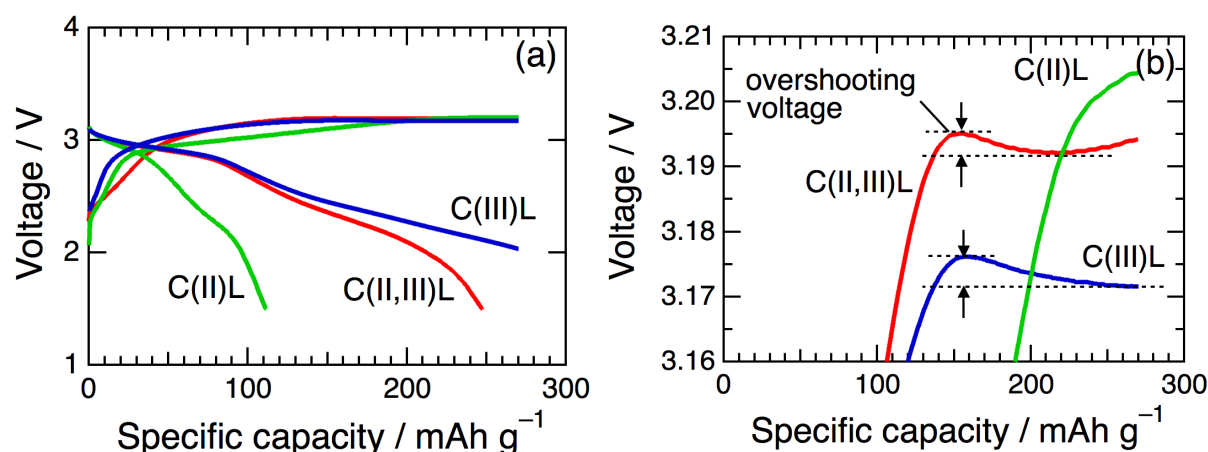 (a)
4
3
2
1
Voltage / V
C(III)L
C(II)L
C(II,III)L
0
100
200
300
Specific capacity / mAh g⁻¹
(b)
3.21
3.20
3.19
3.18
3.17
3.16
Voltage / V
overshooting
voltage
C(II)L
C(II,III)L
C(III)L
0
100
200
300
Specific capacity / mAh g⁻¹